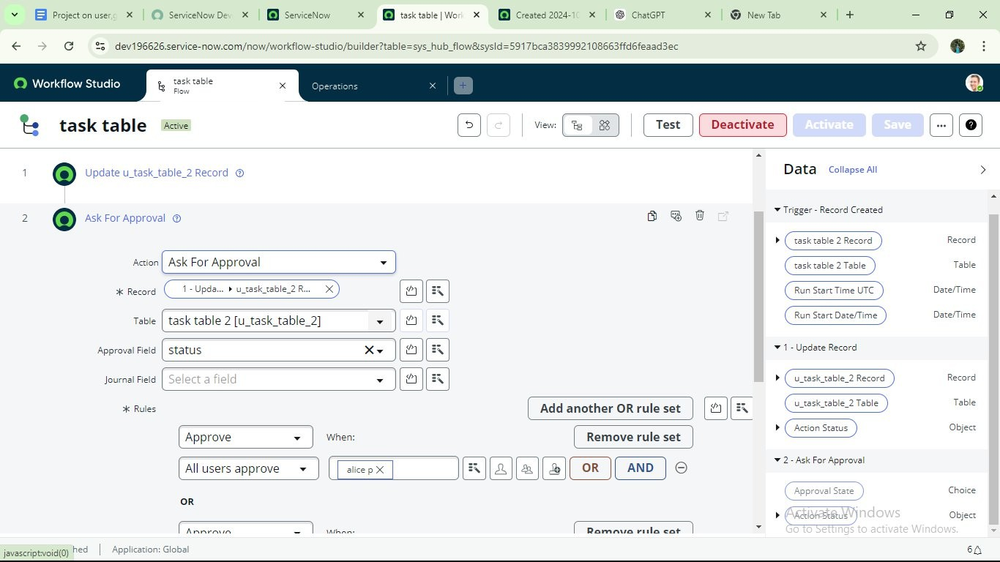 Project on user,g
ServiceNow Dev
ServiceNow
task table | Work
Created 2024-10
ChatGPT
New Tab
dev196626.service-now.com/now/workflow-studio/builder?table=sys_hub_flow&sysId=5917bca3839992108663ffd6feaad3ec
Workflow Studio
task table
Flow
Operations
task table
Active
View:
Test
Deactivate
Activate
Save
1
Update u_task_table_2 Record
2
Ask For Approval
Action
Ask For Approval
* Record
1 - Upda... ▸ u_task_table_2 R...
Table
task table 2 [u_task_table_2]
Approval Field
status
Journal Field
Select a field
* Rules
Add another OR rule set
Approve
When:
Remove rule set
All users approve
alice p
OR
AND
OR
Approve
When:
Remove rule set
Data
Collapse All
Trigger - Record Created
task table 2 Record
Record
task table 2 Table
Table
Run Start Time UTC
Date/Time
Run Start Date/Time
Date/Time
1 - Update Record
u_task_table_2 Record
Record
u_task_table_2 Table
Table
Action Status
Object
2 - Ask For Approval
Approval State
Choice
Action Status
Object
Activate Windows
Go to Settings to activate Windows.
javascript:void(0)
hed
Application: Global
6